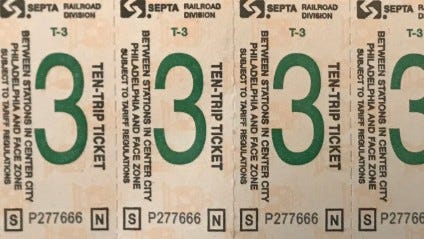 SEPTA RAILROAD DIVISION
T-3
3
TEN-TRIP TICKET
BETWEEN STATIONS IN CENTER CITY
PHILADELPHIA AND FACE ZONE
SUBJECT TO TARIFF REGULATIONS
S P277666 N
SEPTA RAILROAD DIVISION
T-3
3
TEN-TRIP TICKET
BETWEEN STATIONS IN CENTER CITY
PHILADELPHIA AND FACE ZONE
SUBJECT TO TARIFF REGULATIONS
S P277666 N
SEPTA RAILROAD DIVISION
T-3
3
TEN-TRIP TICKET
BETWEEN STATIONS IN CENTER CITY
PHILADELPHIA AND FACE ZONE
SUBJECT TO TARIFF REGULATIONS
S P277666 N
SEPTA RAILROAD DIVISION
T-3
3
BETWEEN STATIONS IN CENTER CITY
PHILADELPHIA AND FACE ZONE
SUBJECT TO TARIFF REGULATIONS
S P277666